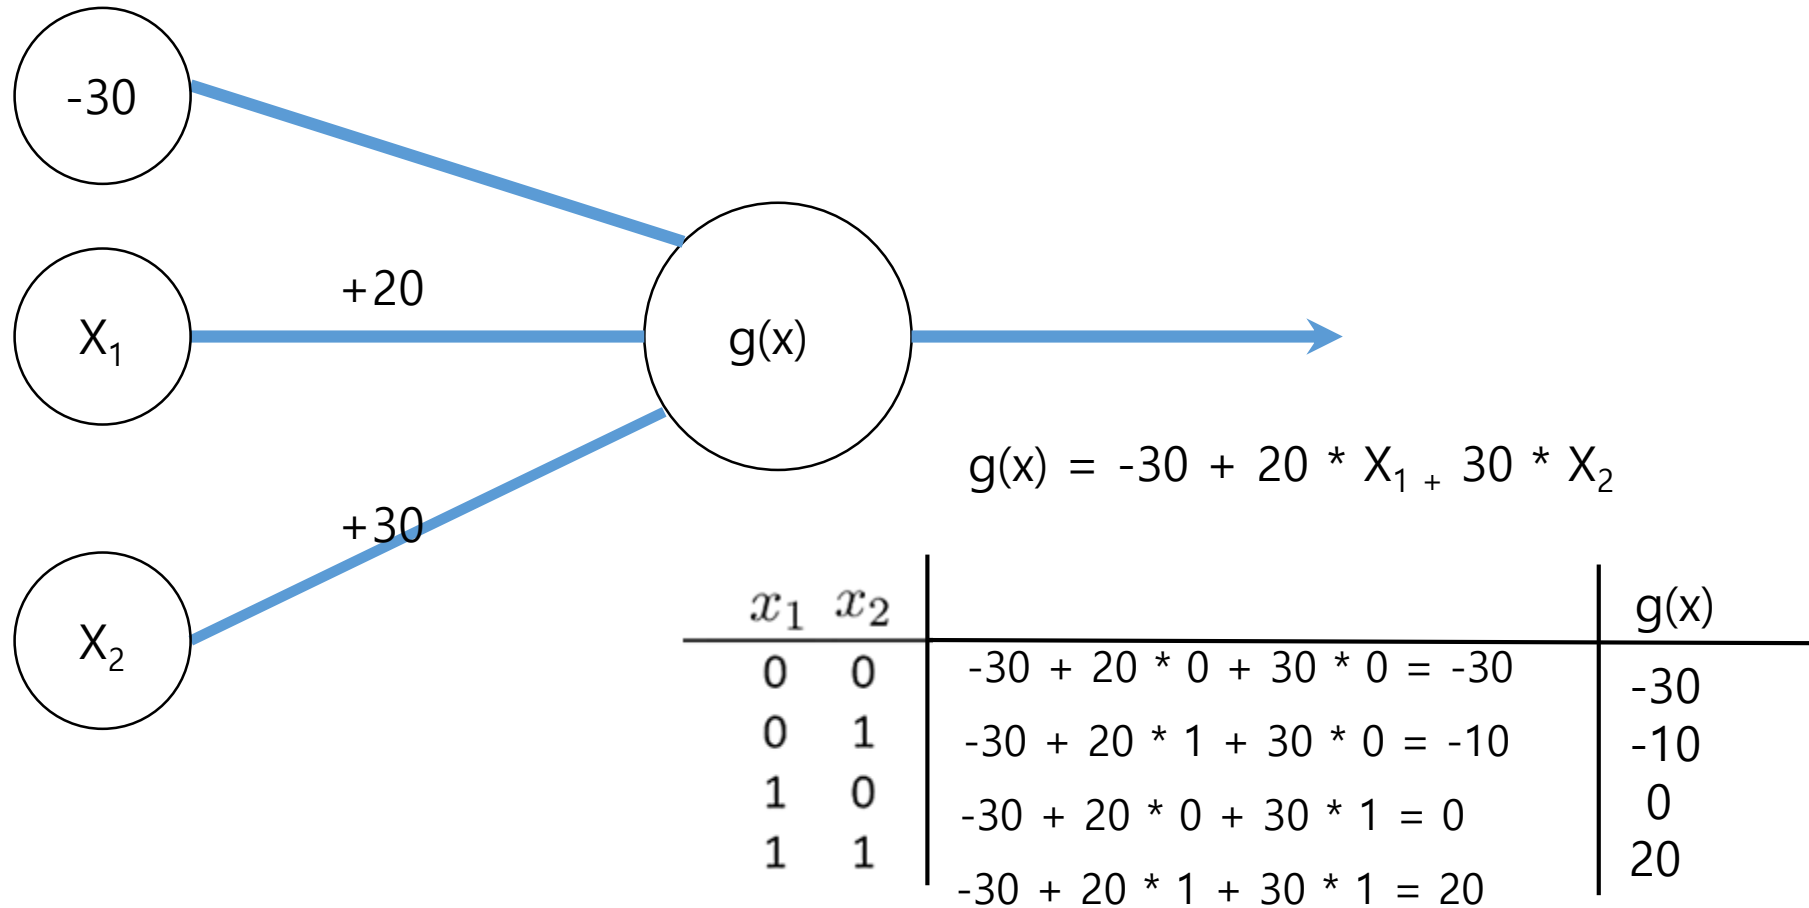 -30
+20
X1
g(x)
g(x) = -30 + 20 * X1 + 30 * X2
+30
X2
x1 x2 g(x)
0 0 -30 + 20 * 0 + 30 * 0 = -30 -30
0 1 -30 + 20 * 1 + 30 * 0 = -10 -10
1 0 -30 + 20 * 0 + 30 * 1 = 0 0
1 1 -30 + 20 * 1 + 30 * 1 = 20 20